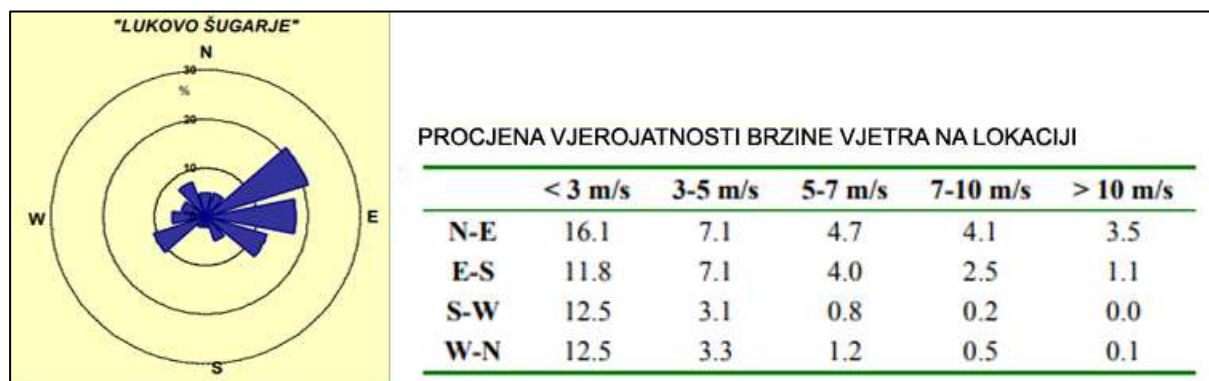 "LUKOVO ŠUGARJE"
N
30
%
20
10
W
E
S
PROCJENA VJEROJATNOSTI BRZINE VJETRA NA LOKACIJI
< 3 m/s 3-5 m/s 5-7 m/s 7-10 m/s > 10 m/s
N-E 16.1 7.1 4.7 4.1 3.5
E-S 11.8 7.1 4.0 2.5 1.1
S-W 12.5 3.1 0.8 0.2 0.0
W-N 12.5 3.3 1.2 0.5 0.1